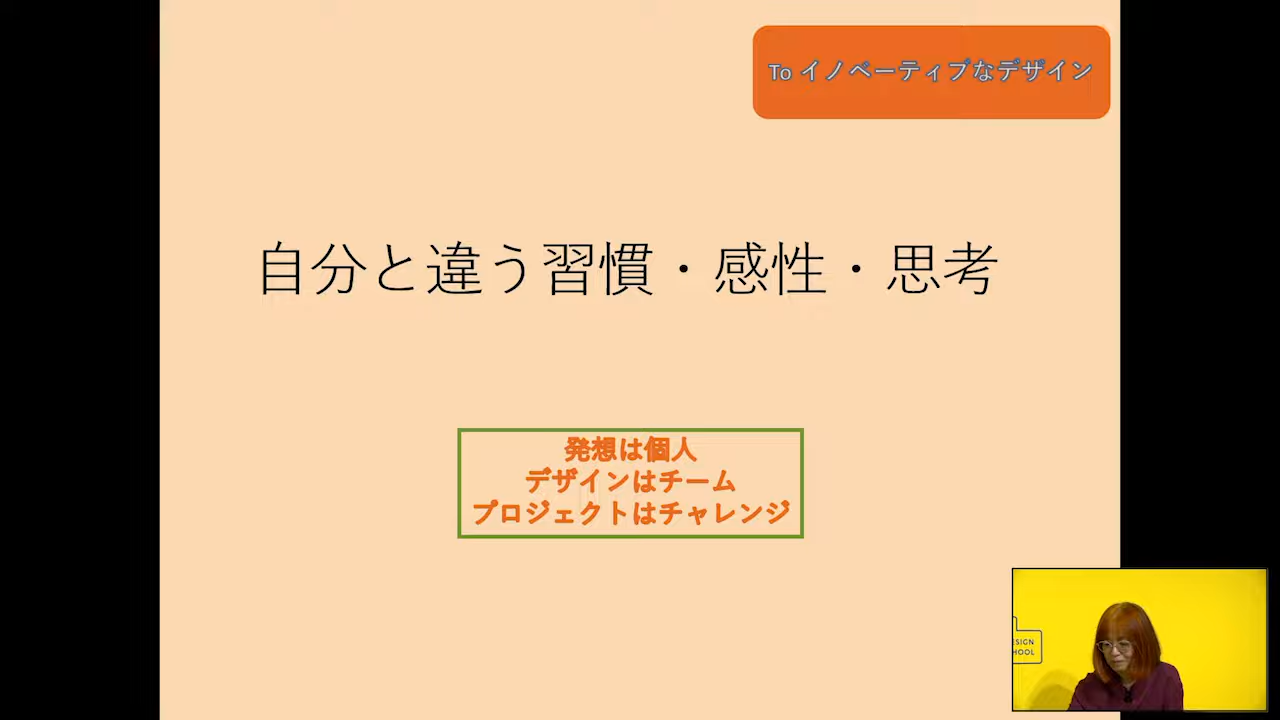 To イノベーティブなデザイン
自分と違う習慣・感性・思考
発想は個人
デザインはチーム
プロジェクトはチャレンジ
ESIGN
HOOL